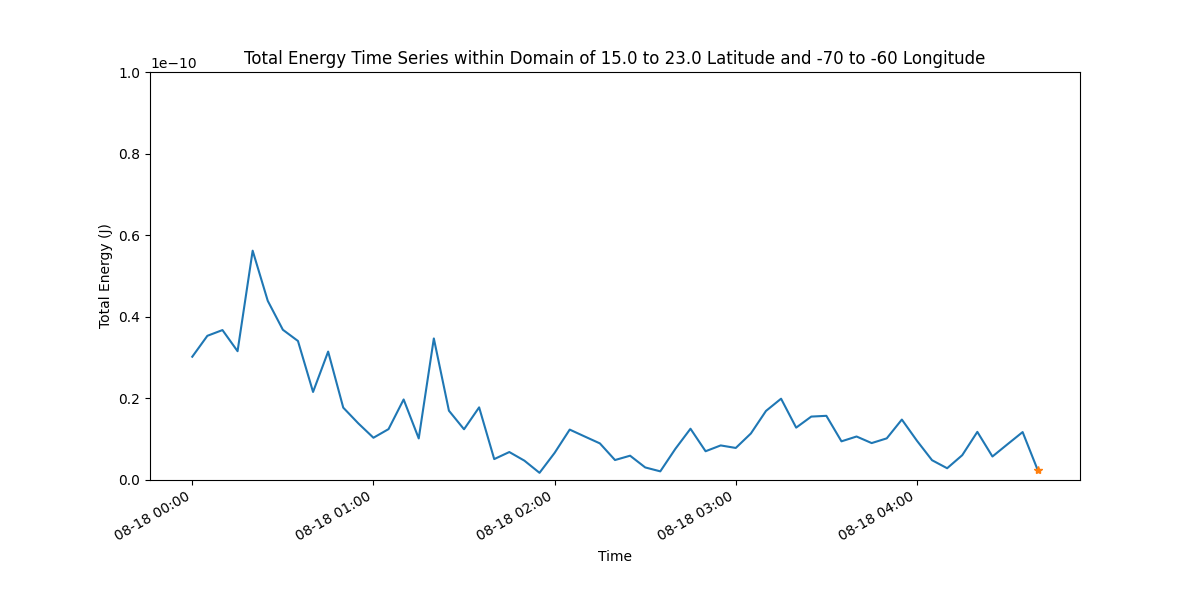 Total Energy Time Series within Domain of 15.0 to 23.0 Latitude and -70 to -60 Longitude
1e−10
1.0
0.8
0.6
0.4
0.2
0.0
Total Energy (J)
08-18 00:00
08-18 01:00
08-18 02:00
08-18 03:00
08-18 04:00
Time